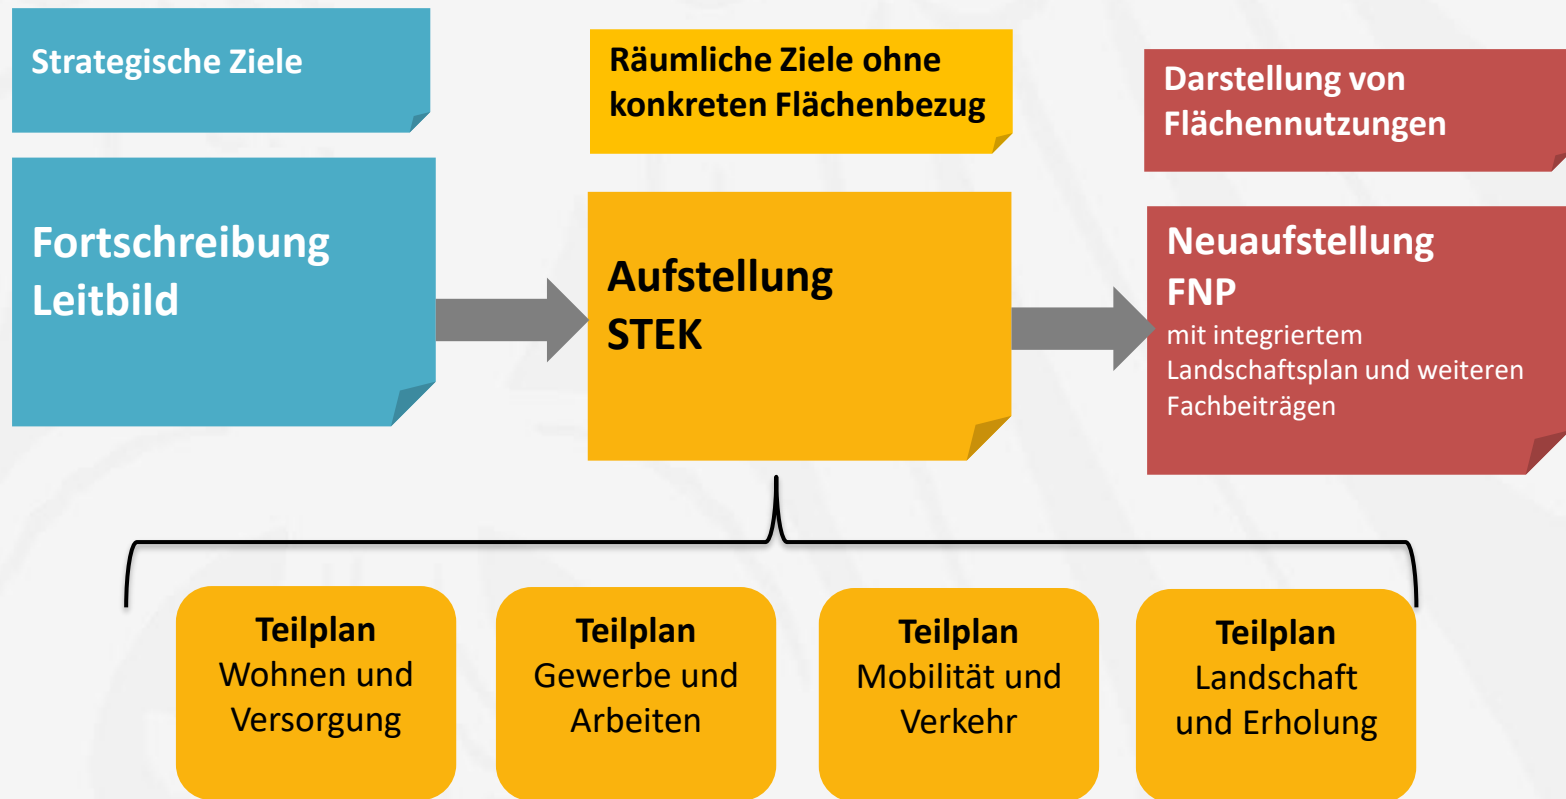 Strategische Ziele
Räumliche Ziele ohne
konkreten Flächenbezug
Darstellung von
Flächennutzungen
Fortschreibung
Leitbild
Aufstellung
STEK
Neuaufstellung
FNP
mit integriertem
Landschaftsplan und weiteren
Fachbeiträgen
Teilplan
Wohnen und
Versorgung
Teilplan
Gewerbe und
Arbeiten
Teilplan
Mobilität und
Verkehr
Teilplan
Landschaft
und Erholung